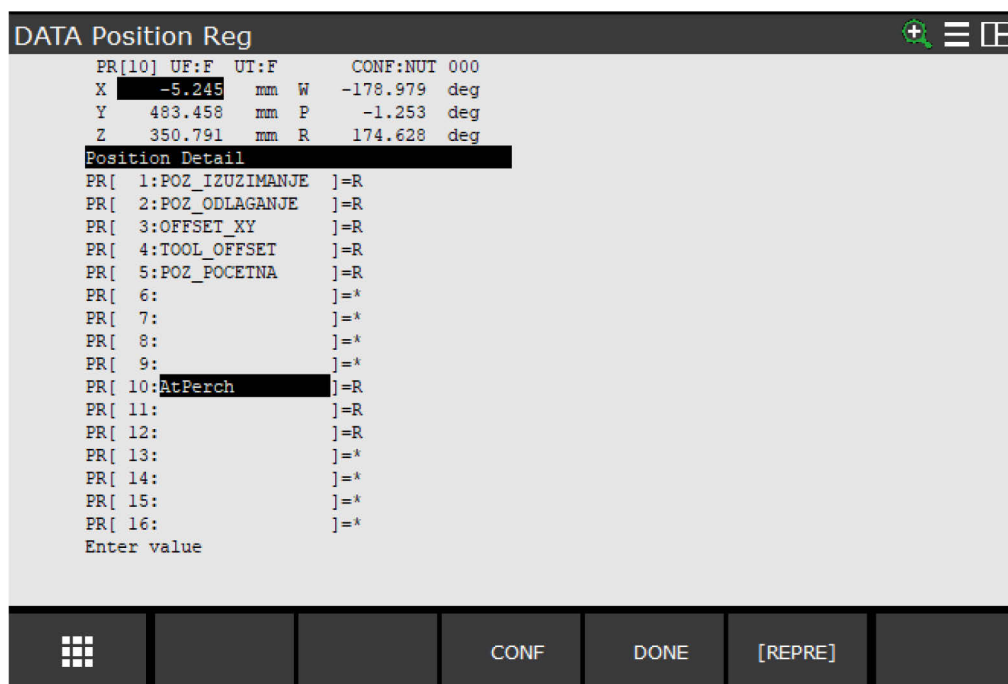 DATA Position Reg
PR[10] UF:F UT:F CONF:NUT 000
X -5.245 mm W -178.979 deg
Y 483.458 mm P -1.253 deg
Z 350.791 mm R 174.628 deg
Position Detail
PR[ 1:POZ_IZUZIMANJE ]=R
PR[ 2:POZ_ODLAGANJE ]=R
PR[ 3:OFFSET_XY ]=R
PR[ 4:TOOL_OFFSET ]=R
PR[ 5:POZ_POCETNA ]=R
PR[ 6: ]=*
PR[ 7: ]=*
PR[ 8: ]=*
PR[ 9: ]=*
PR[ 10:AtPerch ]=R
PR[ 11: ]=R
PR[ 12: ]=R
PR[ 13: ]=*
PR[ 14: ]=*
PR[ 15: ]=*
PR[ 16: ]=*
Enter value
CONF DONE [REPRE]